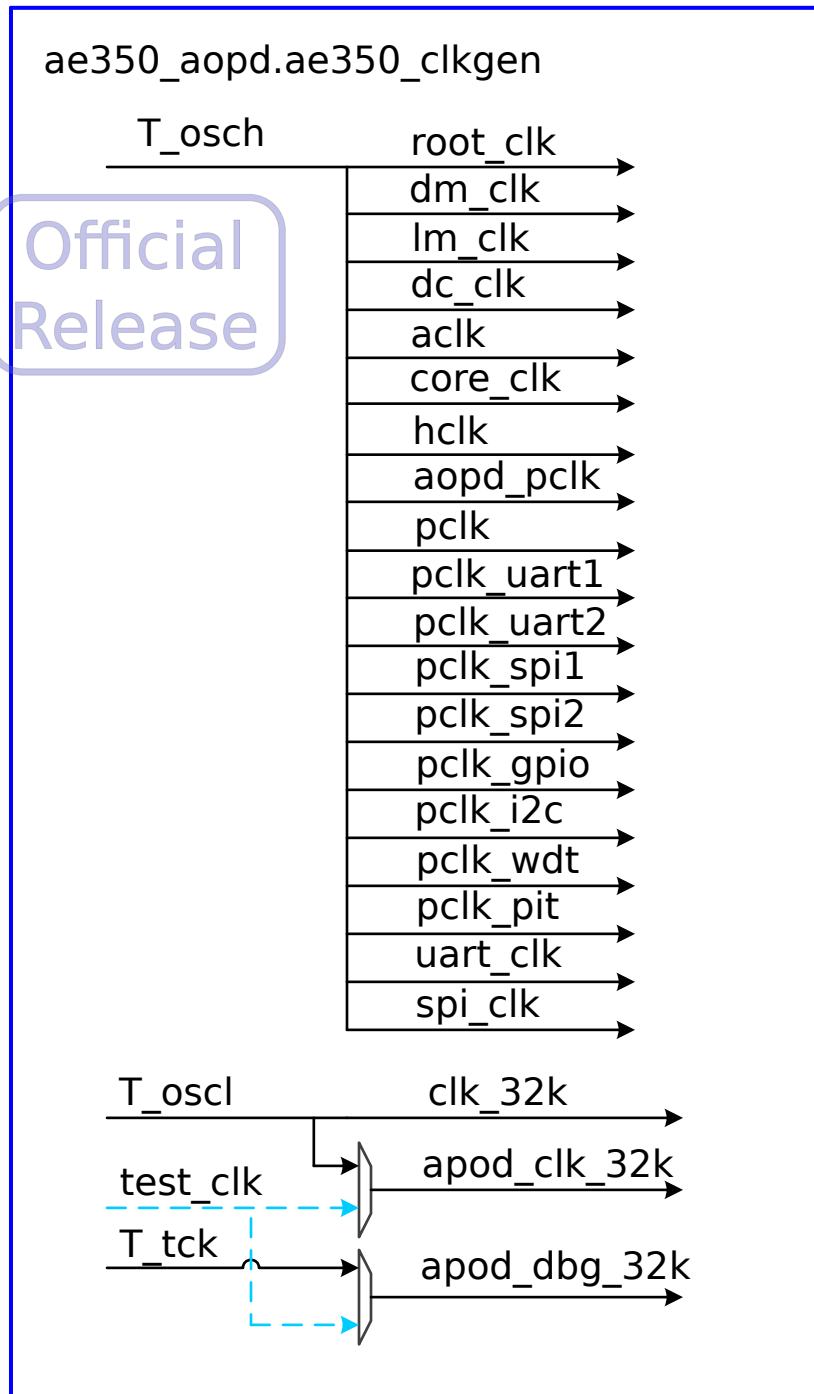 ae350_aopd.ae350_clkgen
T_osch
root_clk
dm_clk
Official
Release
lm_clk
dc_clk
aclk
core_clk
hclk
aopd_pclk
pclk
pclk_uart1
pclk_uart2
pclk_spi1
pclk_spi2
pclk_gpio
pclk_i2c
pclk_wdt
pclk_pit
uart_clk
spi_clk
T_oscl
clk_32k
apod_clk_32k
test_clk
T_tck
apod_dbg_32k